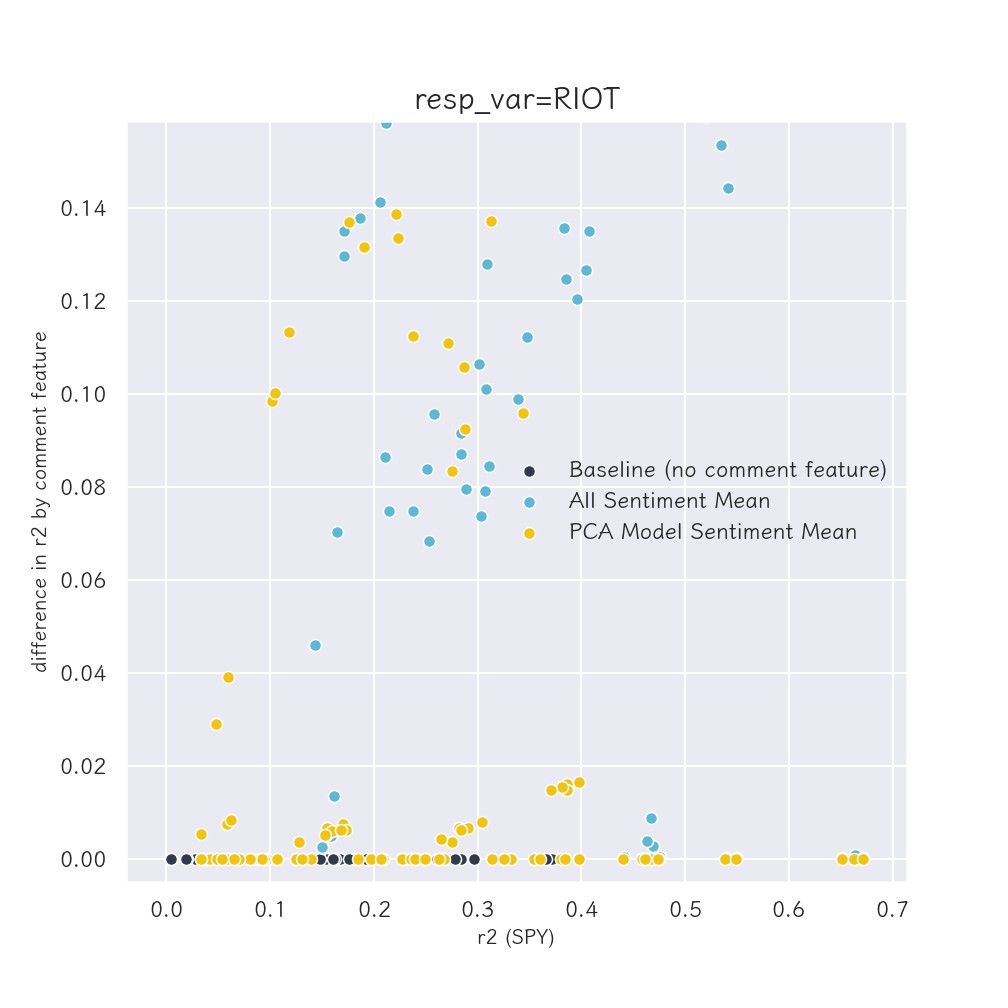 resp_var=RIOT
0.14
0.12
0.10
0.08
0.06
0.04
0.02
0.00
difference in r2 by comment feature
Baseline (no comment feature)
All Sentiment Mean
PCA Model Sentiment Mean
0.0 0.1 0.2 0.3 0.4 0.5 0.6 0.7
r2 (SPY)